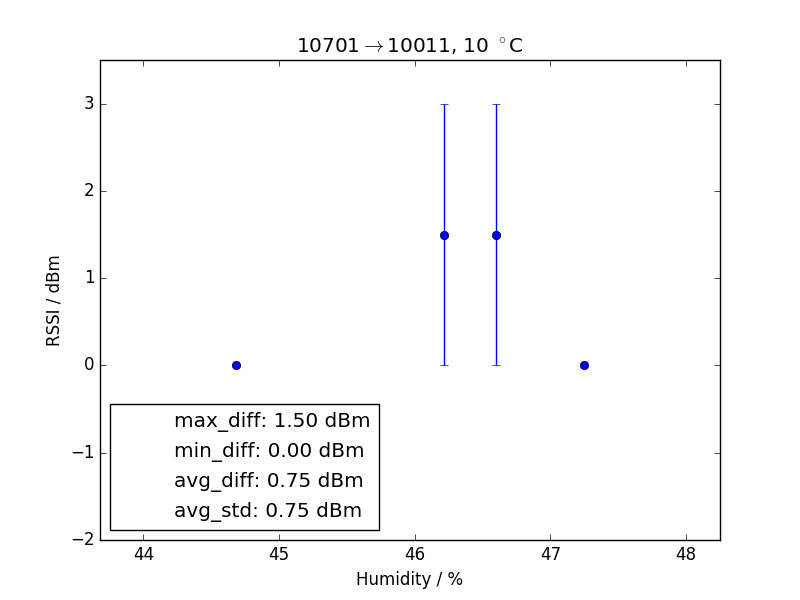 10701→10011, 10 °C
RSSI / dBm
3
2
1
0
−1
−2
max_diff: 1.50 dBm
min_diff: 0.00 dBm
avg_diff: 0.75 dBm
avg_std: 0.75 dBm
44 45 46 47 48
Humidity / %